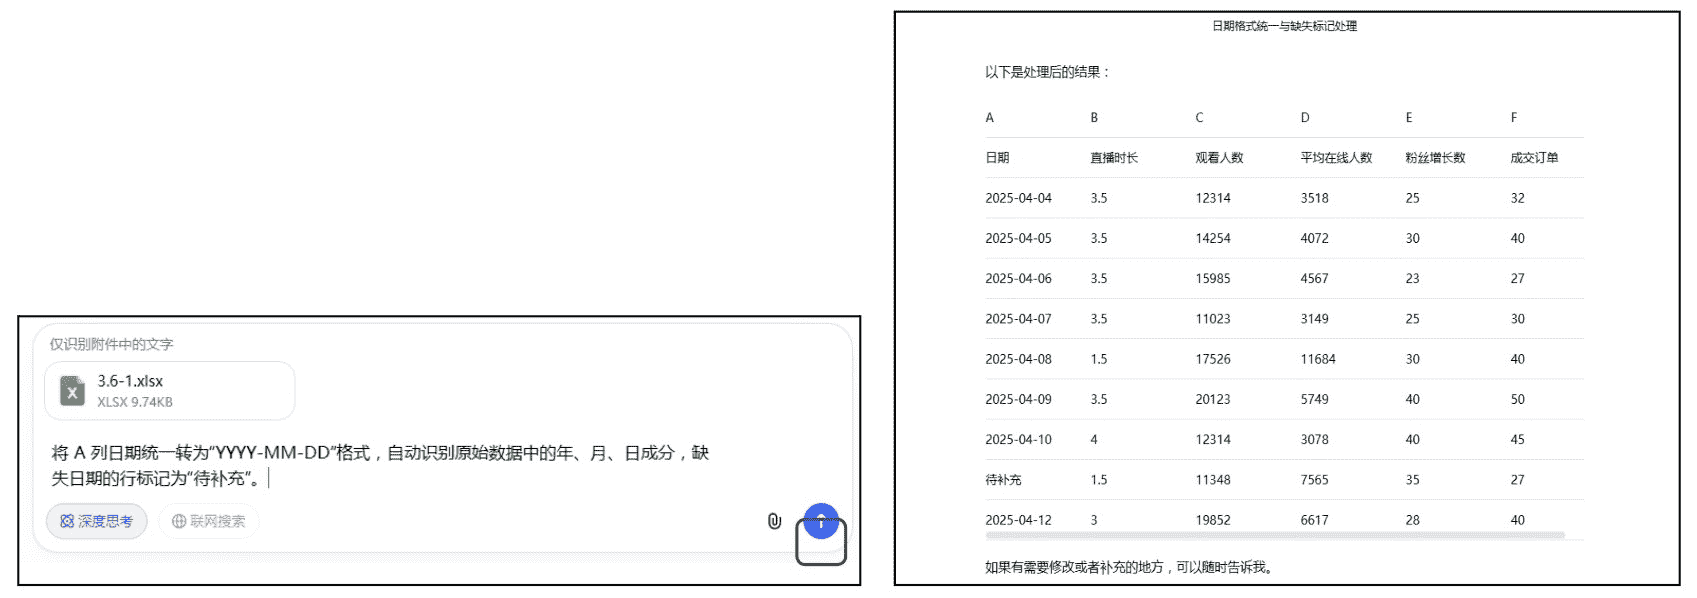 仅识别附件中的文字
3.6-1.xlsx
XLSX 9.74KB
将 A 列日期统一转为“YYYY-MM-DD”格式，自动识别原始数据中的年、月、日成分，缺
失日期的行标记为“待补充”。
深度思考 联网搜索
日期格式统一与缺失标记处理
以下是处理后的结果：
A B C D E F
日期 直播时长 观看人数 平均在线人数 粉丝增长数 成交订单
2025-04-04 3.5 12314 3518 25 32
2025-04-05 3.5 14254 4072 30 40
2025-04-06 3.5 15985 4567 23 27
2025-04-07 3.5 11023 3149 25 30
2025-04-08 1.5 17526 11684 30 40
2025-04-09 3.5 20123 5749 40 50
2025-04-10 4 12314 3078 40 45
待补充 1.5 11348 7565 35 27
2025-04-12 3 19852 6617 28 40
如果有需要修改或者补充的地方，可以随时告诉我。